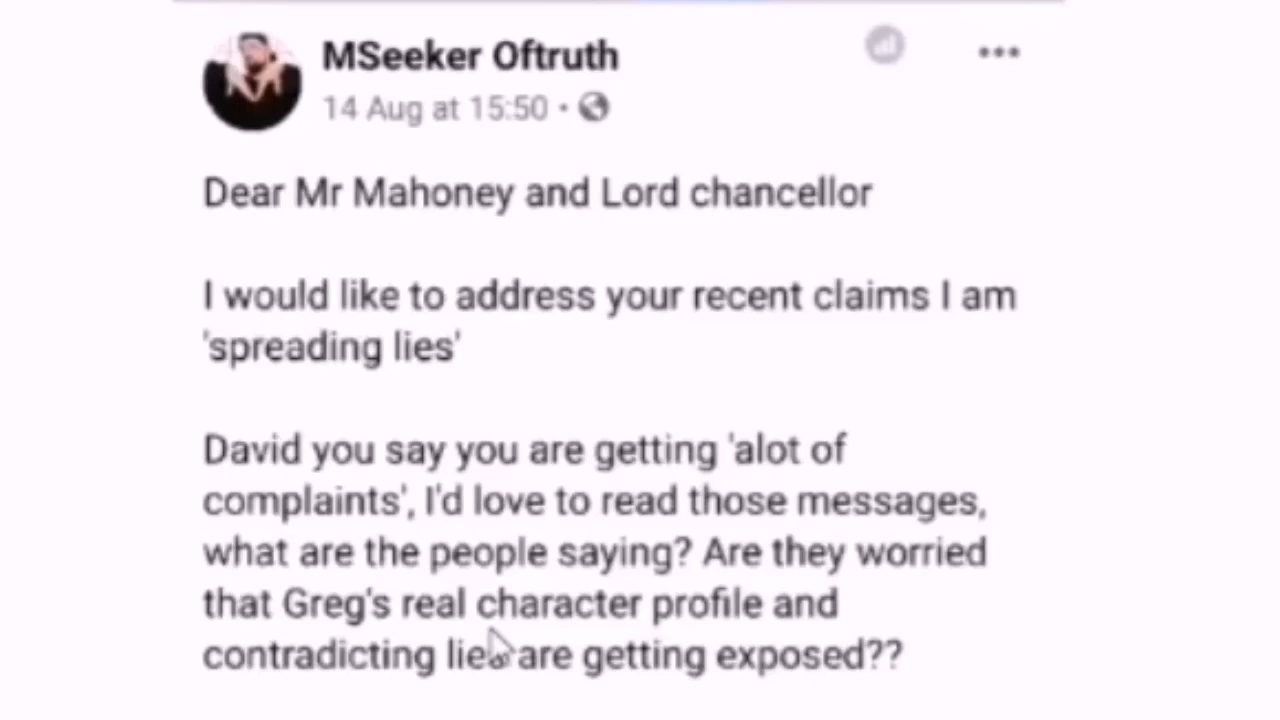 MSeeker Oftruth
14 Aug at 15:50 •
Dear Mr Mahoney and Lord chancellor
I would like to address your recent claims I am
'spreading lies'
David you say you are getting 'alot of
complaints', I'd love to read those messages,
what are the people saying? Are they worried
that Greg's real character profile and
contradicting lies are getting exposed??